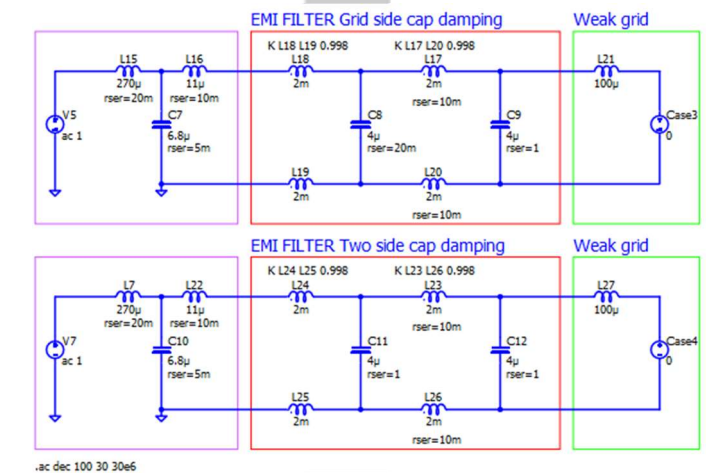 EMI FILTER Grid side cap damping
Weak grid
K L18 L19 0.998
K L17 L20 0.998
L15
270µ
rser=20m
L16
11µ
rser=10m
L18
2m
L17
2m
rser=10m
L21
100µ
V5
ac 1
C7
6.8µ
rser=5m
C8
4µ
rser=20m
C9
4µ
rser=1
Case3
0
L19
2m
L20
2m
rser=10m
EMI FILTER Two side cap damping
Weak grid
K L24 L25 0.998
K L23 L26 0.998
L7
270µ
rser=20m
L22
11µ
rser=10m
L24
2m
L23
2m
rser=10m
L27
100µ
V7
ac 1
C10
6.8µ
rser=5m
C11
4µ
rser=1
C12
4µ
rser=1
Case4
0
L25
2m
L26
2m
rser=10m
.ac dec 100 30 30e6